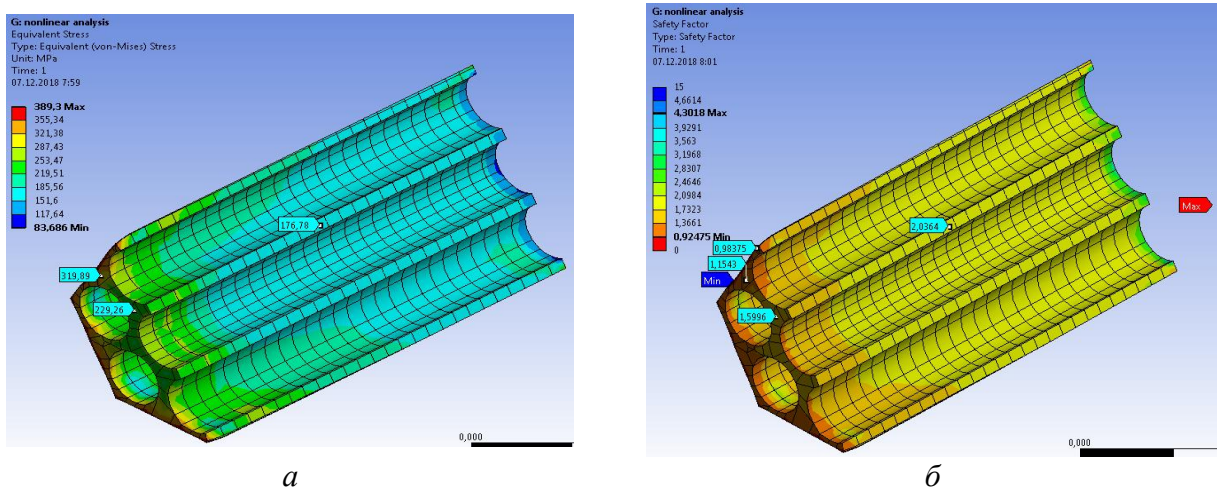 G: nonlinear analysis
Equivalent Stress
Type: Equivalent (von-Mises) Stress
Unit: MPa
Time: 1
07.12.2018 7:59
389,3 Max
355,34
321,38
287,43
253,47
219,51
185,56
151,6
117,64
83,686 Min
176,78
319,89
229,26
0,000
а
G: nonlinear analysis
Safety Factor
Type: Safety Factor
Time: 1
07.12.2018 8:01
15
4,6614
4,3018 Max
3,9291
3,563
3,1968
2,8307
2,4646
2,0984
1,7323
1,3661
0,92475 Min
0
Max
2,0364
0,98375
1,1543
Min
1,5996
0,000
б